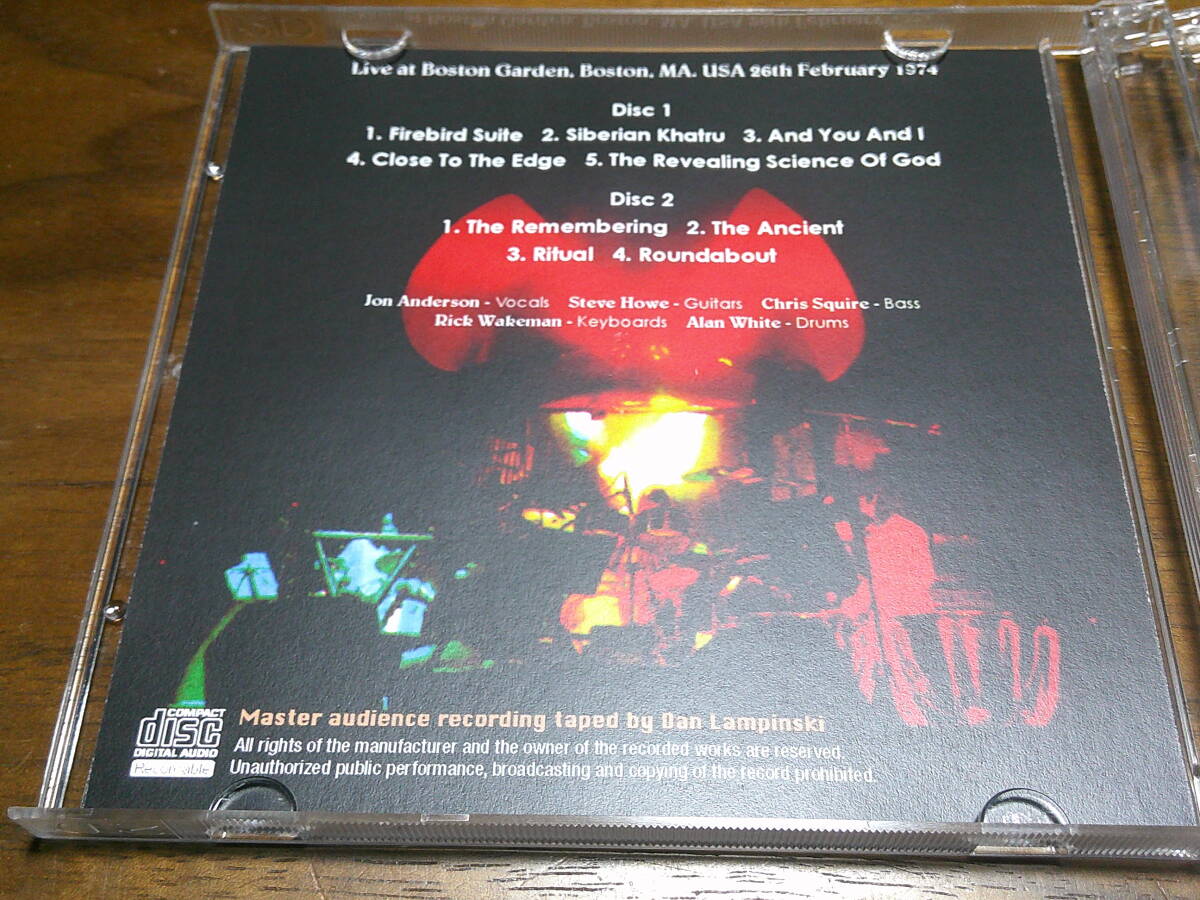 Live at Boston Garden, Boston, MA. USA 26th February 1974
Disc 1
1. Firebird Suite 2. Siberian Khatru 3. And You And I
4. Close To The Edge 5. The Revealing Science Of God
Disc 2
1. The Remembering 2. The Ancient
3. Ritual 4. Roundabout
Jon Anderson - Vocals Steve Howe - Guitars Chris Squire - Bass
Rick Wakeman - Keyboards Alan White - Drums
Master audience recording taped by Dan Lampinski
COMPACT
disc
DIGITAL AUDIO
Recordable
All rights of the manufacturer and the owner of the recorded works are reserved.
Unauthorized public performance, broadcasting and copying of the record prohibited.